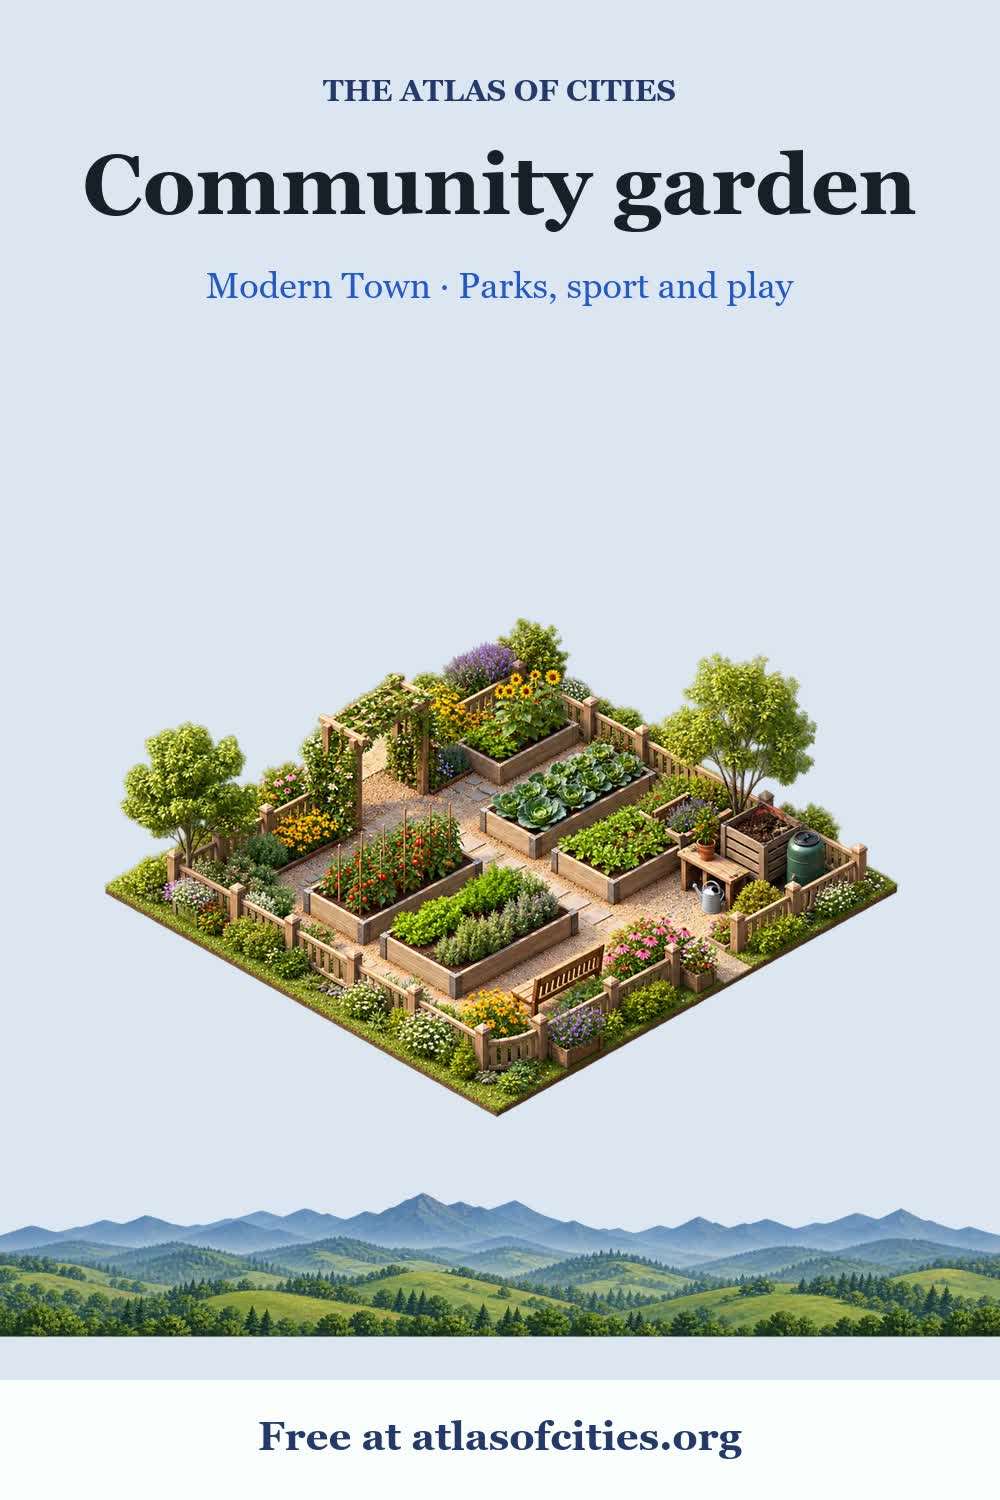 THE ATLAS OF CITIES
Community garden
Modern Town · Parks, sport and play
Free at atlasofcities.org